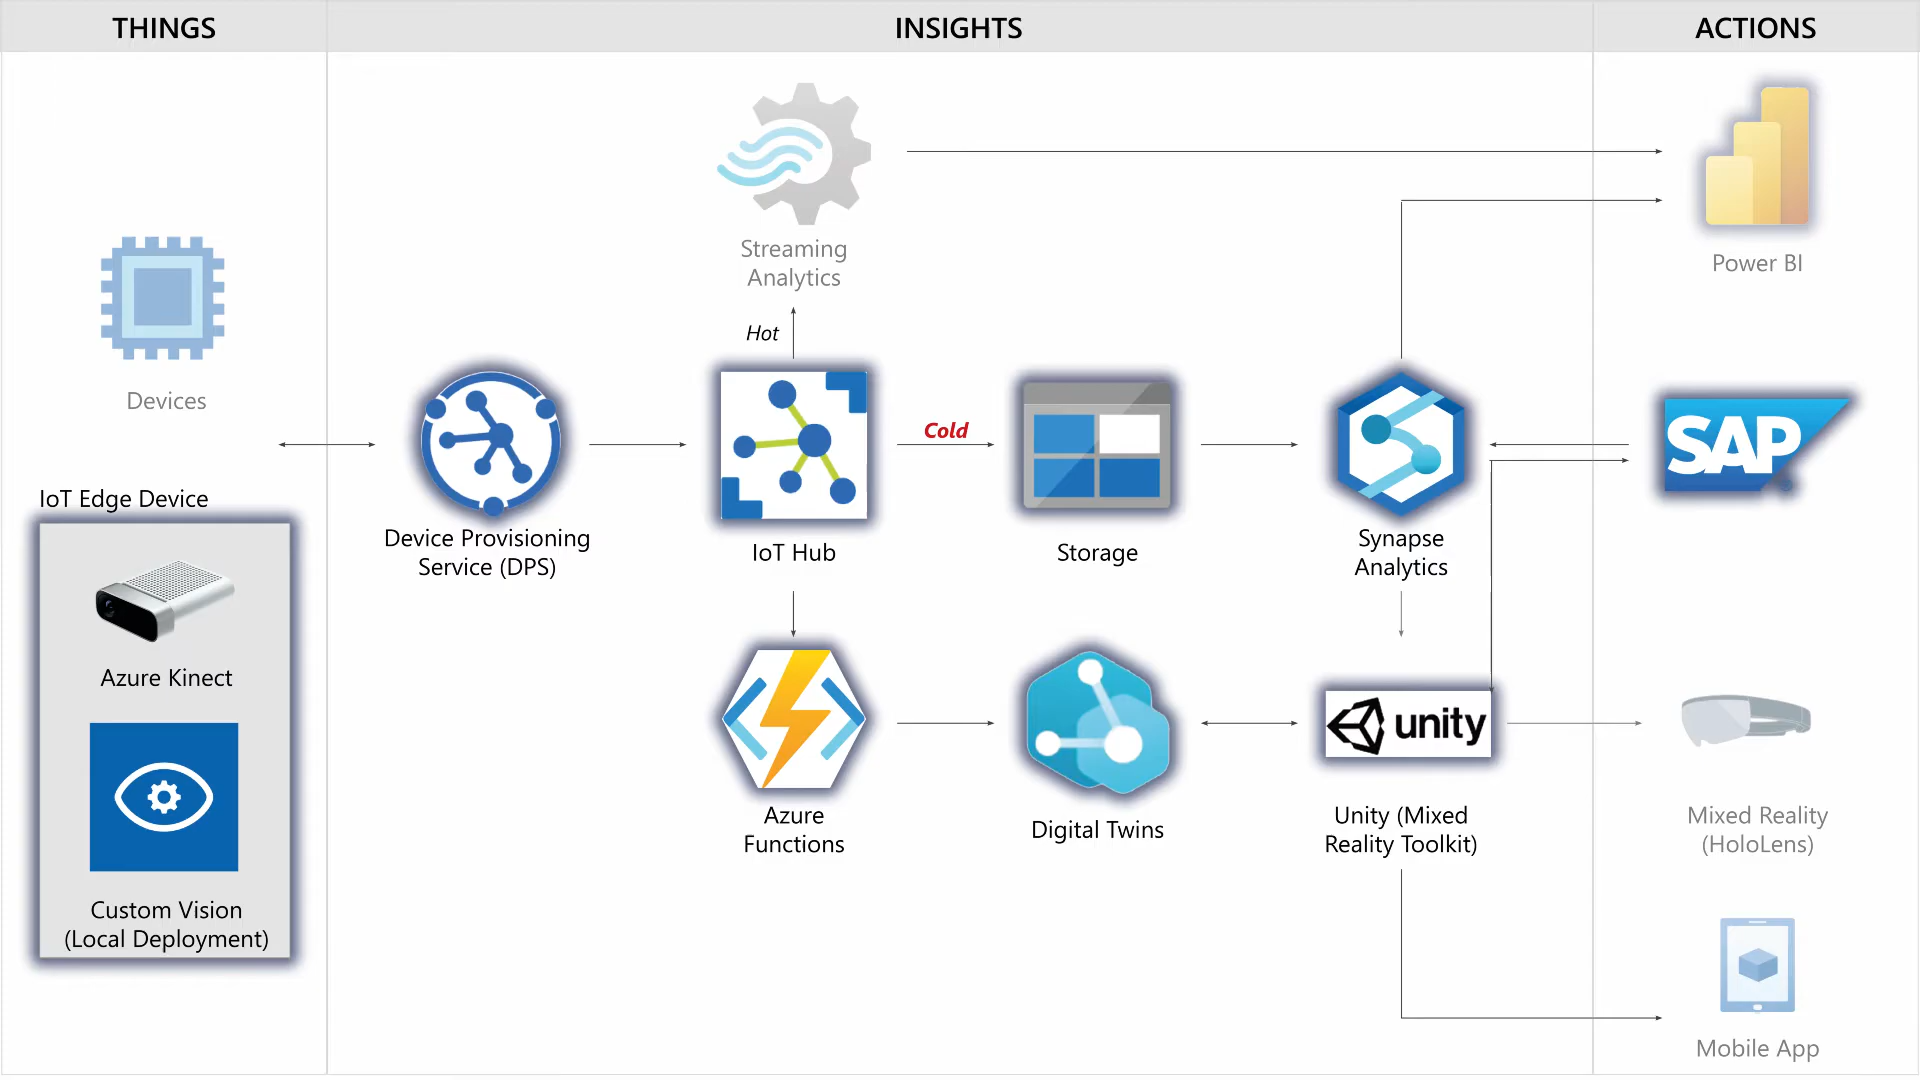 THINGS
INSIGHTS
ACTIONS
Streaming
Analytics
Power BI
Hot
Devices
Cold
SAP
IoT Edge Device
Device Provisioning
Service (DPS)
IoT Hub
Storage
Synapse
Analytics
Azure Kinect
unity
Azure
Functions
Digital Twins
Unity (Mixed
Reality Toolkit)
Mixed Reality
(HoloLens)
Custom Vision
(Local Deployment)
Mobile App